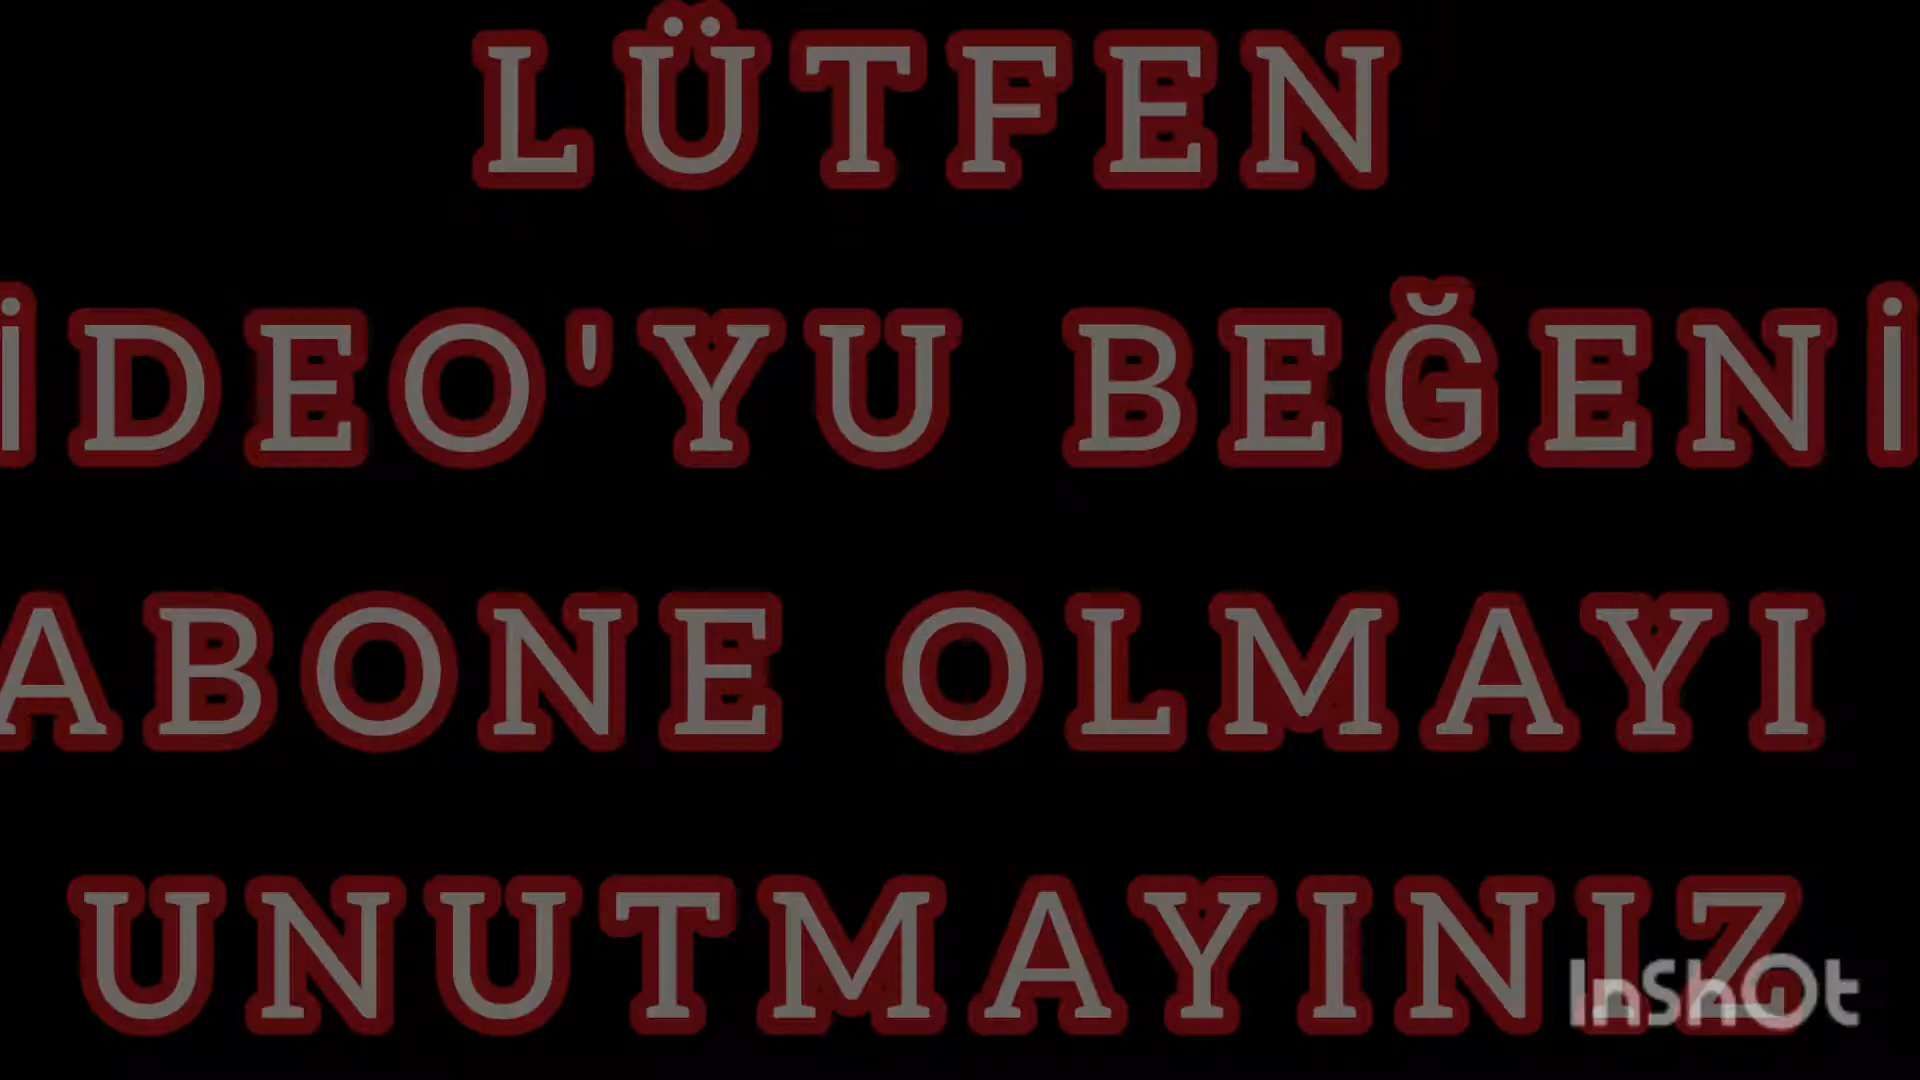 LÜTFEN
İDEO'YU BEĞENİ
ABONE OLMAYI
UNUTMAYINIZ
InShOt